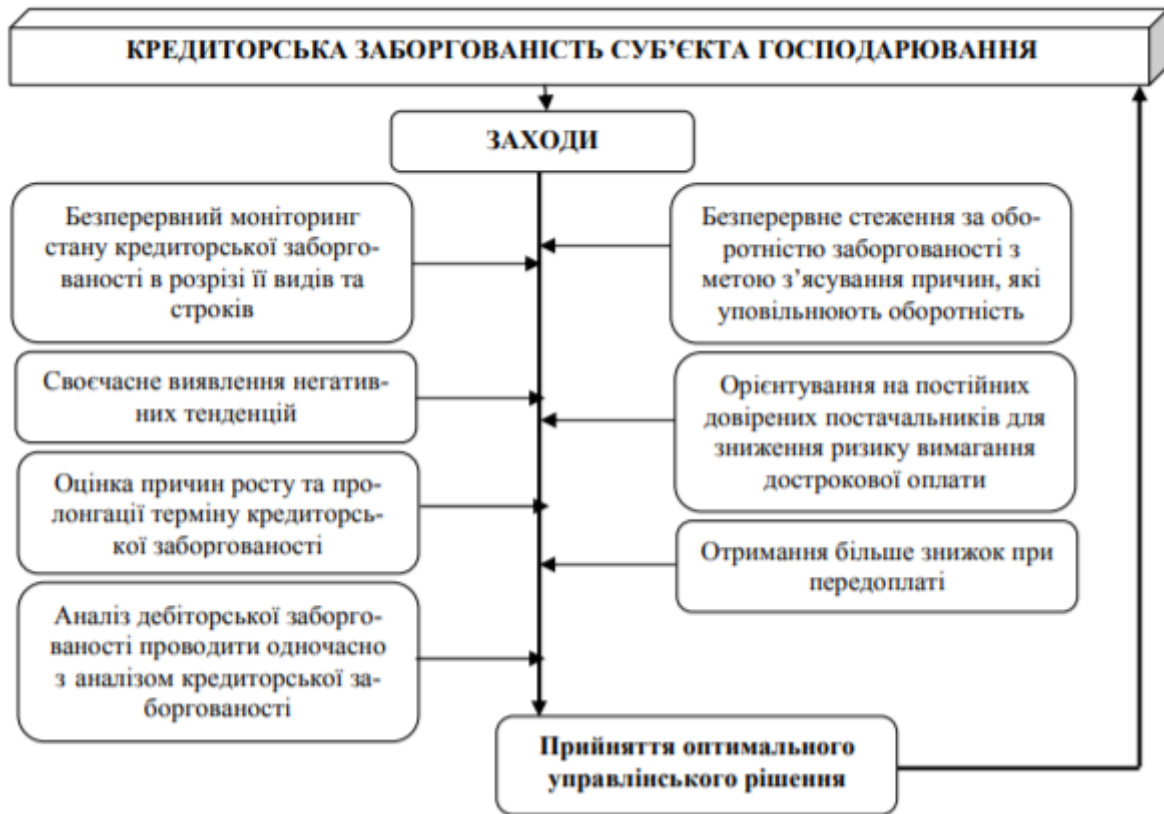 КРЕДИТОРСЬКА ЗАБОРГОВАНІСТЬ СУБ’ЄКТА ГОСПОДАРЮВАННЯ
ЗАХОДИ
Безперервний моніторинг
стану кредиторської заборго-
ваності в розрізі її видів та
строків
Своєчасне виявлення негатив-
них тенденцій
Оцінка причин росту та про-
лонгації терміну кредиторсь-
кої заборгованості
Аналіз дебіторської заборго-
ваності проводити одночасно
з аналізом кредиторської за-
боргованості
Безперервне стеження за обо-
ротністю заборгованості з
метою з’ясування причин, які
уповільнюють оборотність
Орієнтування на постійних
довірених постачальників для
зниження ризику вимагання
дострокової оплати
Отримання більше знижок при
передоплаті
Прийняття оптимального
управлінського рішення